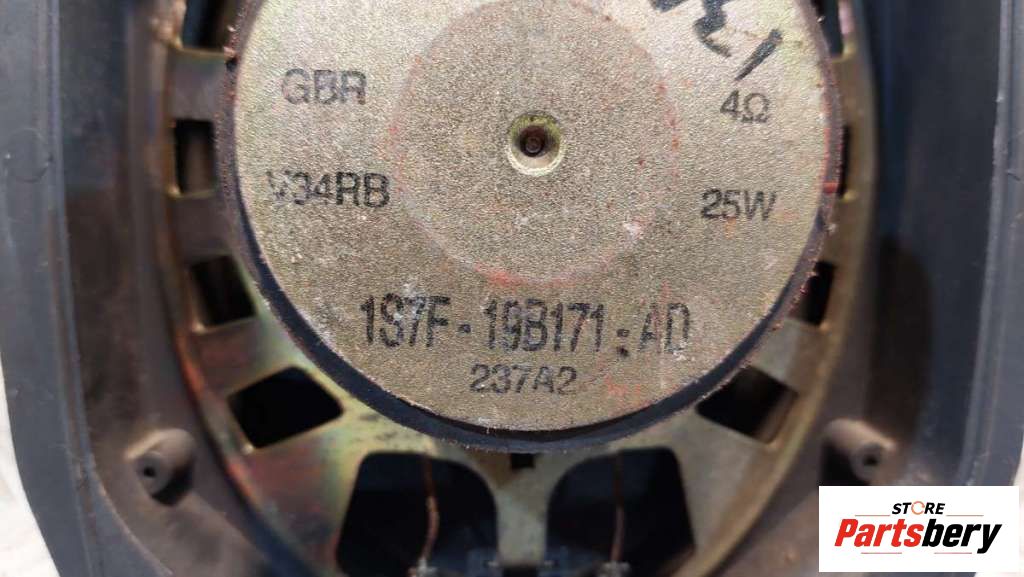 GBR
4Ω
V34RB
25W
1S7F-19B171-AD
237A2
STORE
Partsbery